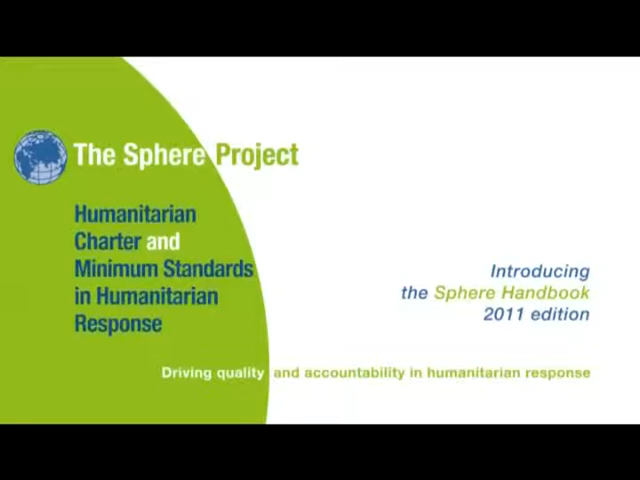 The Sphere Project
Humanitarian
Charter and
Minimum Standards
in Humanitarian
Response
Introducing
the Sphere Handbook
2011 edition
Driving quality and accountability in humanitarian response